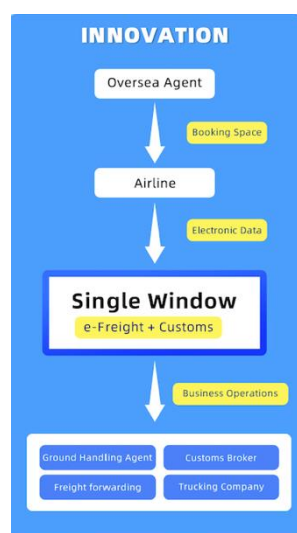 INNOVATION
Oversea Agent
Booking Space
Airline
Electronic Data
Single Window
e-Freight + Customs
Business Operations
Ground Handling Agent
Customs Broker
Freight forwarding
Trucking Company